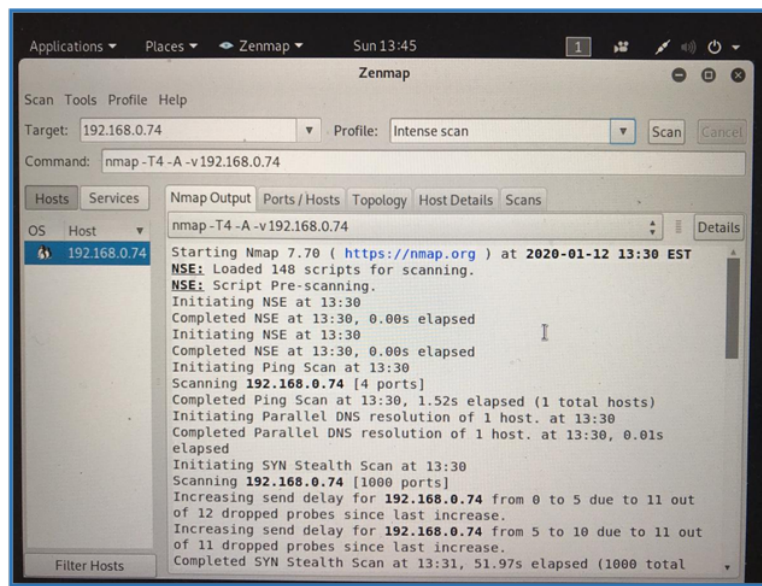 Applications Places Zenmap Sun 13:45 1
Zenmap
Scan Tools Profile Help
Target: 192.168.0.74 Profile: Intense scan Scan Cancel
Command: nmap -T4 -A -v 192.168.0.74
Hosts Services Nmap Output Ports / Hosts Topology Host Details Scans
OS Host nmap -T4 -A -v 192.168.0.74 Details
192.168.0.74
Starting Nmap 7.70 ( https://nmap.org ) at 2020-01-12 13:30 EST
NSE: Loaded 148 scripts for scanning.
NSE: Script Pre-scanning.
Initiating NSE at 13:30
Completed NSE at 13:30, 0.00s elapsed
Initiating NSE at 13:30
Completed NSE at 13:30, 0.00s elapsed
Initiating Ping Scan at 13:30
Scanning 192.168.0.74 [4 ports]
Completed Ping Scan at 13:30, 1.52s elapsed (1 total hosts)
Initiating Parallel DNS resolution of 1 host. at 13:30
Completed Parallel DNS resolution of 1 host. at 13:30, 0.01s
elapsed
Initiating SYN Stealth Scan at 13:30
Scanning 192.168.0.74 [1000 ports]
Increasing send delay for 192.168.0.74 from 0 to 5 due to 11 out
of 12 dropped probes since last increase.
Increasing send delay for 192.168.0.74 from 5 to 10 due to 11 out
of 11 dropped probes since last increase.
Completed SYN Stealth Scan at 13:31, 51.97s elapsed (1000 total
Filter Hosts